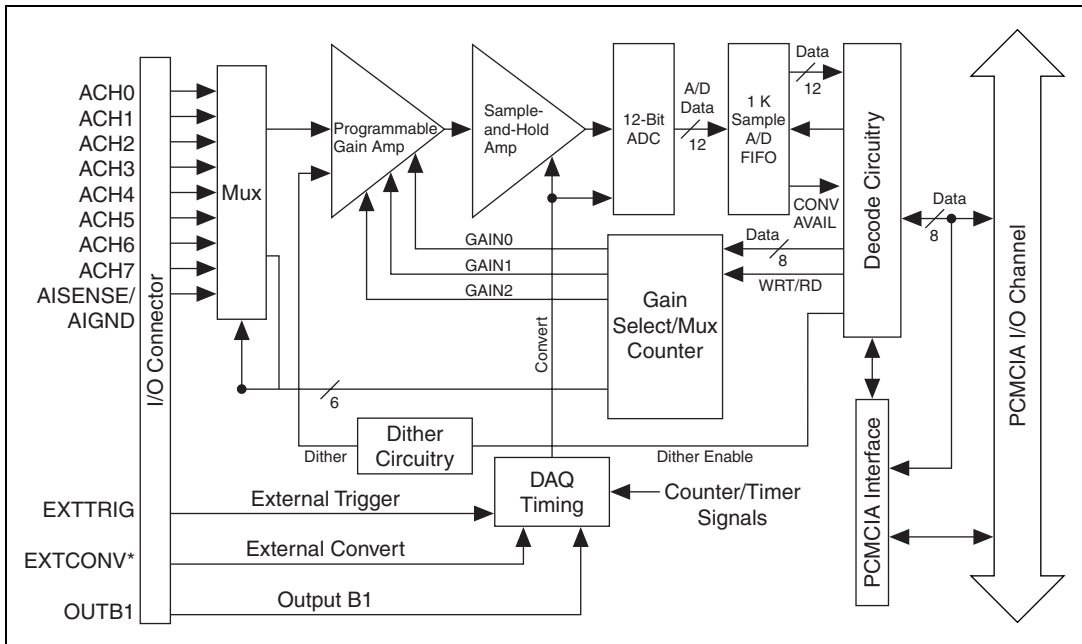 ACH0
ACH1
ACH2
ACH3
ACH4
ACH5
ACH6
ACH7
AISENSE/
AIGND
EXTTRIG
EXTCONV*
OUTB1
I/O Connector
Mux
Programmable
Gain Amp
Sample-
and-Hold
Amp
12-Bit
ADC
A/D
Data
12
1 K
Sample
A/D
FIFO
Data
12
CONV
AVAIL
Decode Circuitry
Data
8
PCMCIA I/O Channel
GAIN0
GAIN1
GAIN2
Gain
Select/Mux
Counter
Data
8
WRT/RD
Convert
6
Dither
Dither
Circuitry
Dither Enable
DAQ
Timing
Counter/Timer
Signals
External Trigger
External Convert
Output B1
PCMCIA Interface